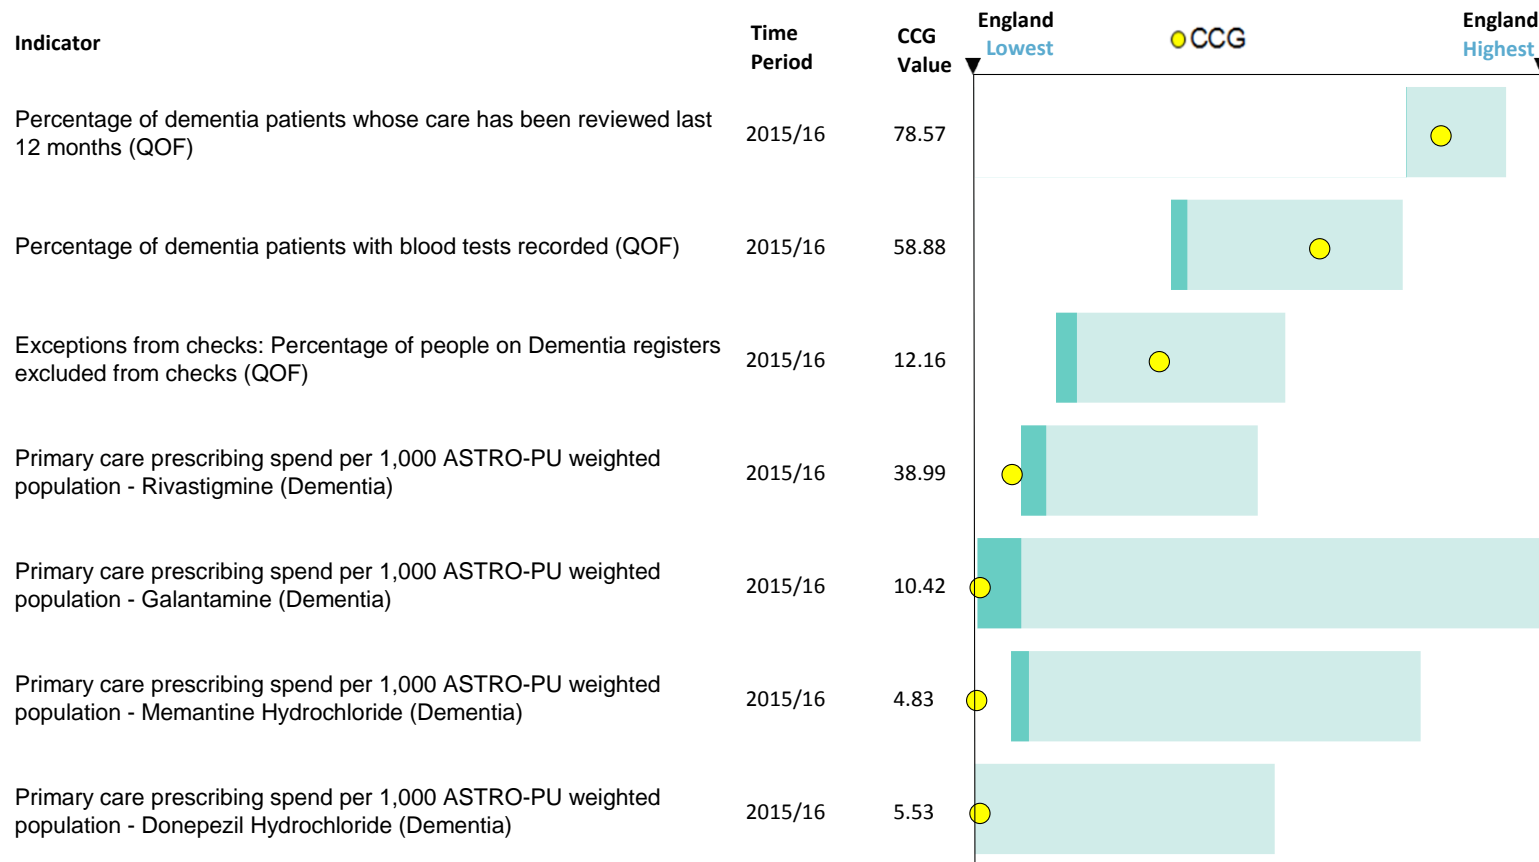 Indicator
Time
Period
CCG
Value
England
Lowest
CCG
England
Highest
Percentage of dementia patients whose care has been reviewed last
12 months (QOF)
2015/16
78.57
Percentage of dementia patients with blood tests recorded (QOF)
2015/16
58.88
Exceptions from checks: Percentage of people on Dementia registers
excluded from checks (QOF)
2015/16
12.16
Primary care prescribing spend per 1,000 ASTRO-PU weighted
population - Rivastigmine (Dementia)
2015/16
38.99
Primary care prescribing spend per 1,000 ASTRO-PU weighted
population - Galantamine (Dementia)
2015/16
10.42
Primary care prescribing spend per 1,000 ASTRO-PU weighted
population - Memantine Hydrochloride (Dementia)
2015/16
4.83
Primary care prescribing spend per 1,000 ASTRO-PU weighted
population - Donepezil Hydrochloride (Dementia)
2015/16
5.53